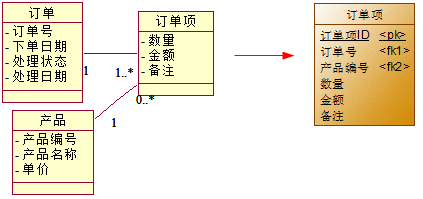 订单
- 订单号
- 下单日期
- 处理状态
- 处理日期
1
1..*
订单项
- 数量
- 金额
- 备注
0..*
1
产品
- 产品编号
- 产品名称
- 单价
订单项
订单项ID <pk>
订单号 <fk1>
产品编号 <fk2>
数量
金额
备注